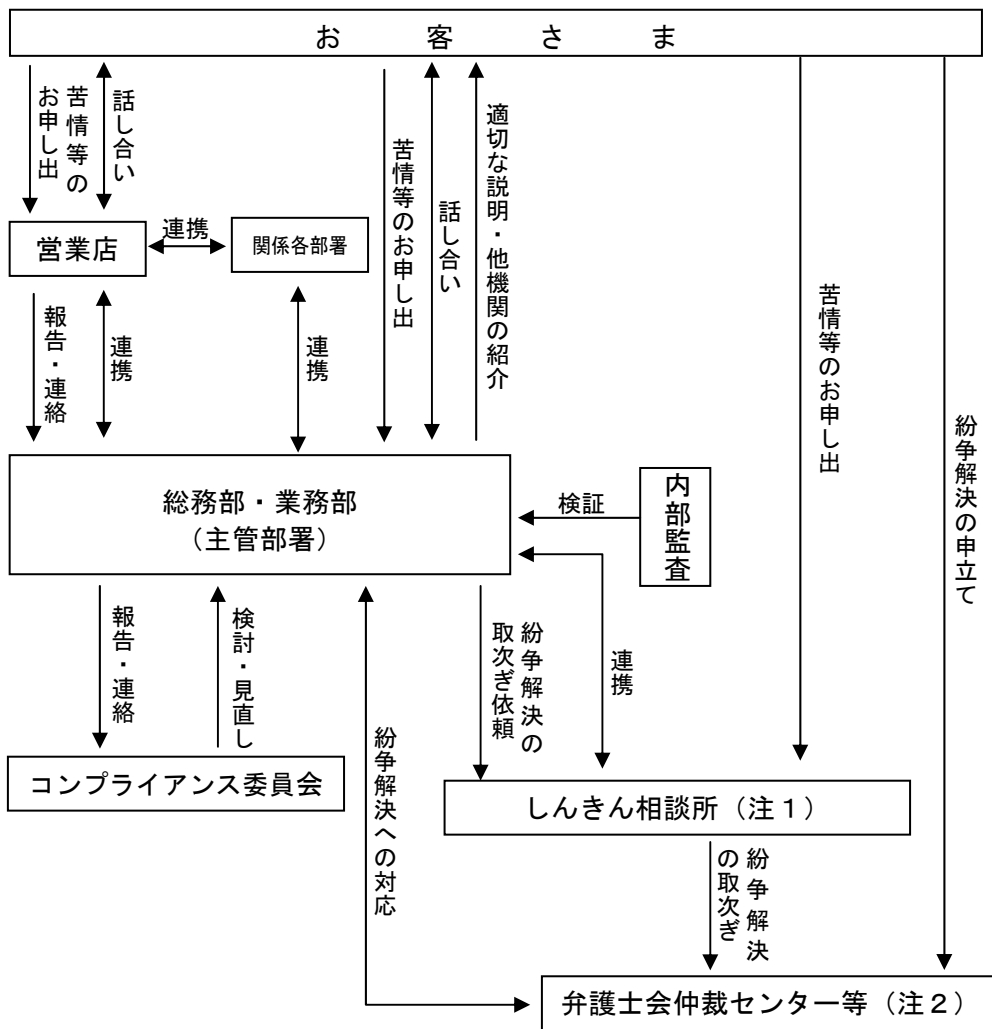 お客さま
苦情等の
お申し出
話し合い
苦情等のお申し出
話し合い
適切な説明・他機関の紹介
苦情等のお申し出
紛争解決の申立て
営業店
連携
関係各部署
報告・連絡
連携
連携
総務部・業務部
（主管部署）
検証
内部監査
報告・連絡
検討・見直し
紛争解決への対応
紛争解決の
取次ぎ依頼
連携
コンプライアンス委員会
しんきん相談所（注１）
紛争解決
の取次ぎ
弁護士会仲裁センター等（注２）